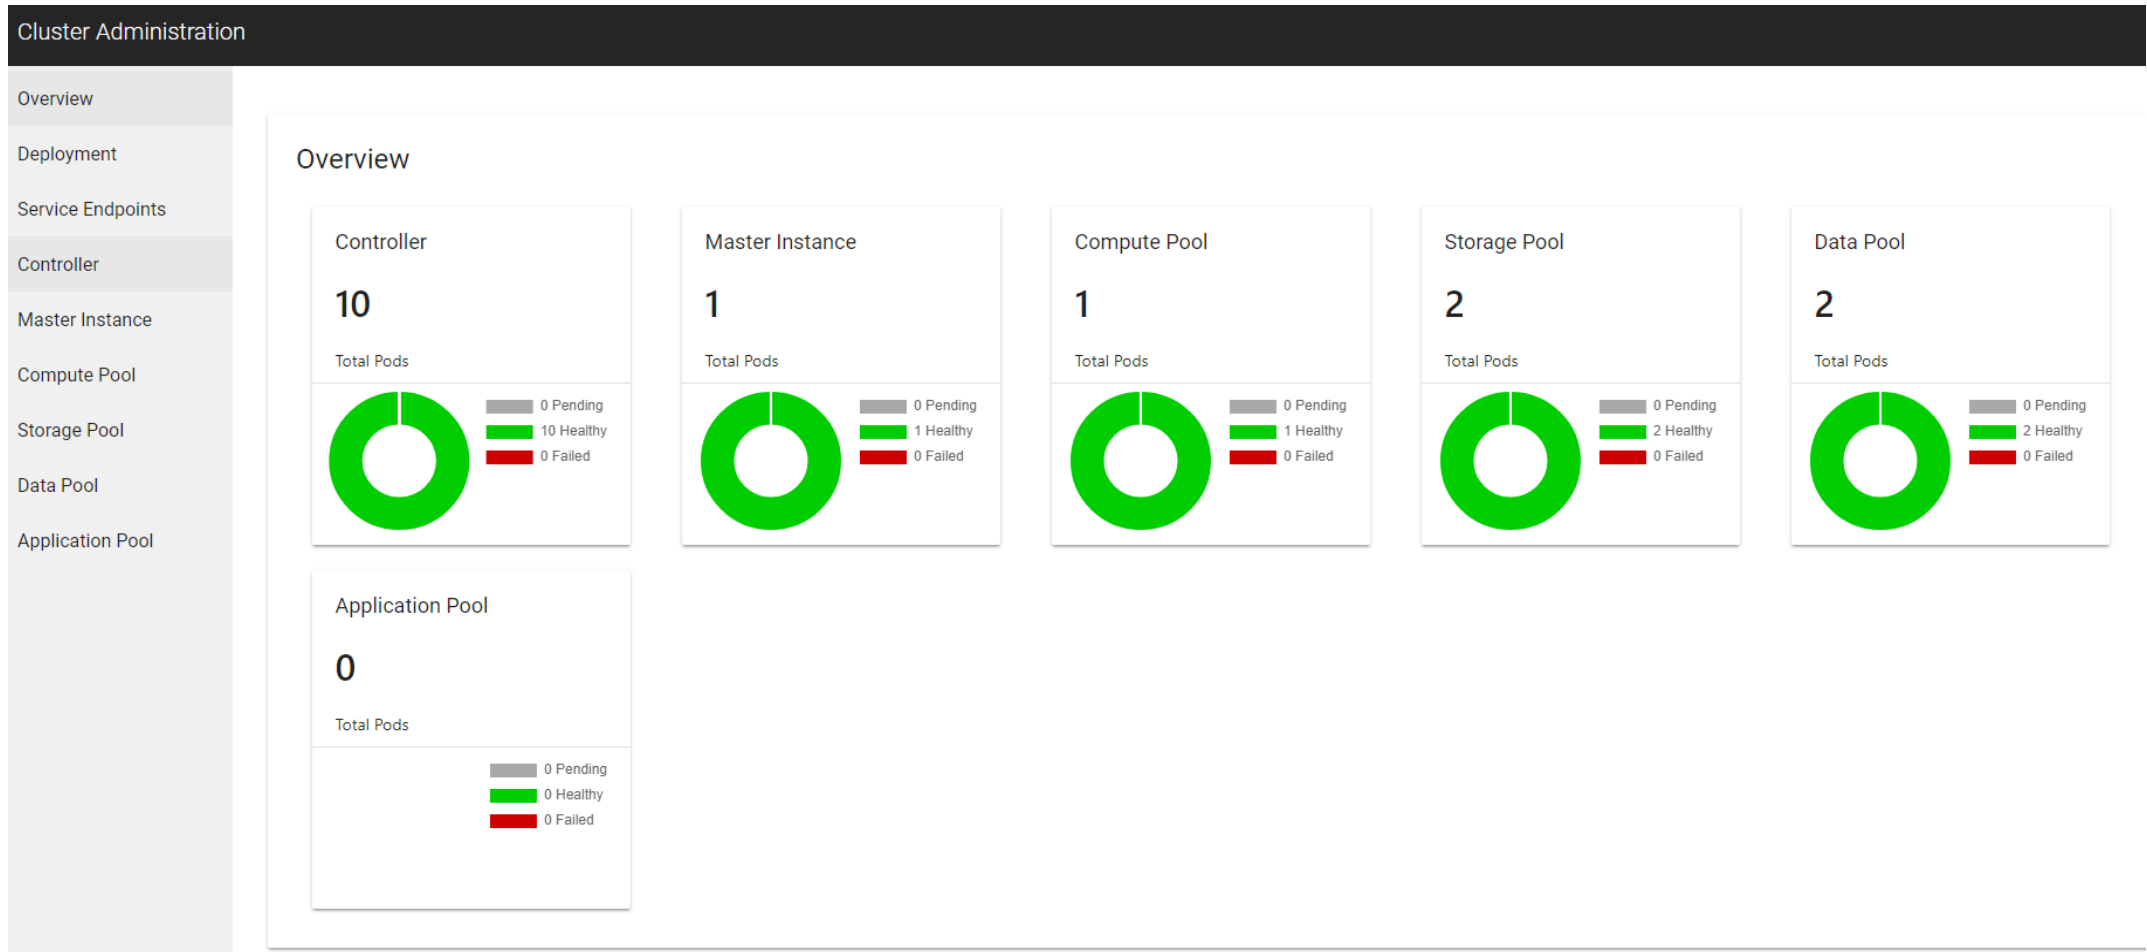 Cluster Administration
Overview
Deployment
Service Endpoints
Controller
Master Instance
Compute Pool
Storage Pool
Data Pool
Application Pool
Overview
Controller
10
Total Pods
0 Pending
10 Healthy
0 Failed
Master Instance
1
Total Pods
0 Pending
1 Healthy
0 Failed
Compute Pool
1
Total Pods
0 Pending
1 Healthy
0 Failed
Storage Pool
2
Total Pods
0 Pending
2 Healthy
0 Failed
Data Pool
2
Total Pods
0 Pending
2 Healthy
0 Failed
Application Pool
0
Total Pods
0 Pending
0 Healthy
0 Failed